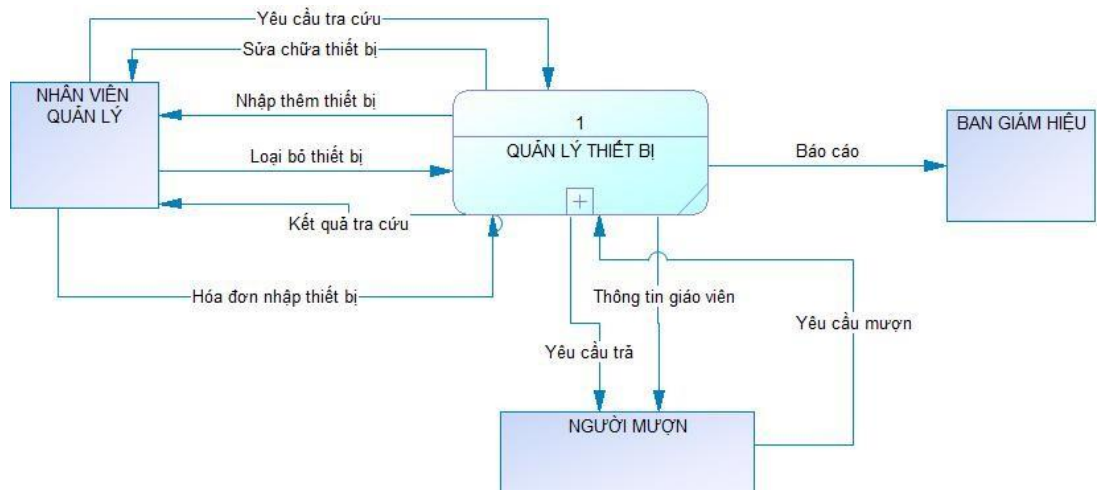 Yêu cầu tra cứu
Sửa chữa thiết bị
NHÂN VIÊN
QUẢN LÝ
Nhập thêm thiết bị
1
QUẢN LÝ THIẾT BỊ
BAN GIÁM HIỆU
Loại bỏ thiết bị
Báo cáo
Kết quả tra cứu
Hóa đơn nhập thiết bị
Thông tin giáo viên
Yêu cầu mượn
Yêu cầu trả
NGƯỜI MƯỢN